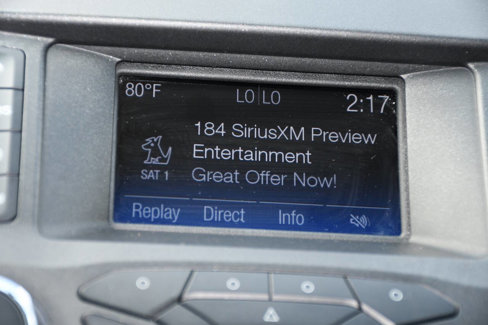 80°F LO LO 2:17
184 SiriusXM Preview
Entertainment
SAT 1 Great Offer Now!
Replay Direct Info